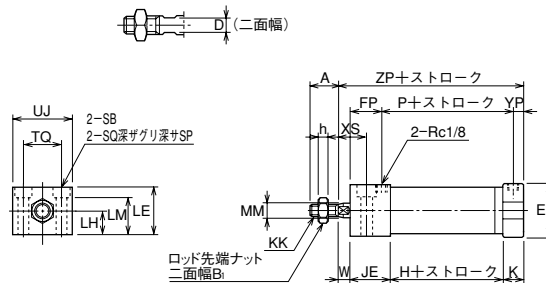 D（二面幅）
UJ
TQ
2−SB
2−SQ深ザグリ深サSP
LH
LM
LE
A
ZP＋ストローク
FP
P＋ストローク
YP
h
XS
2−Rc1/8
MM
KK
E
ロッド先端ナット
二面幅B₁
W
JE
H＋ストローク
K